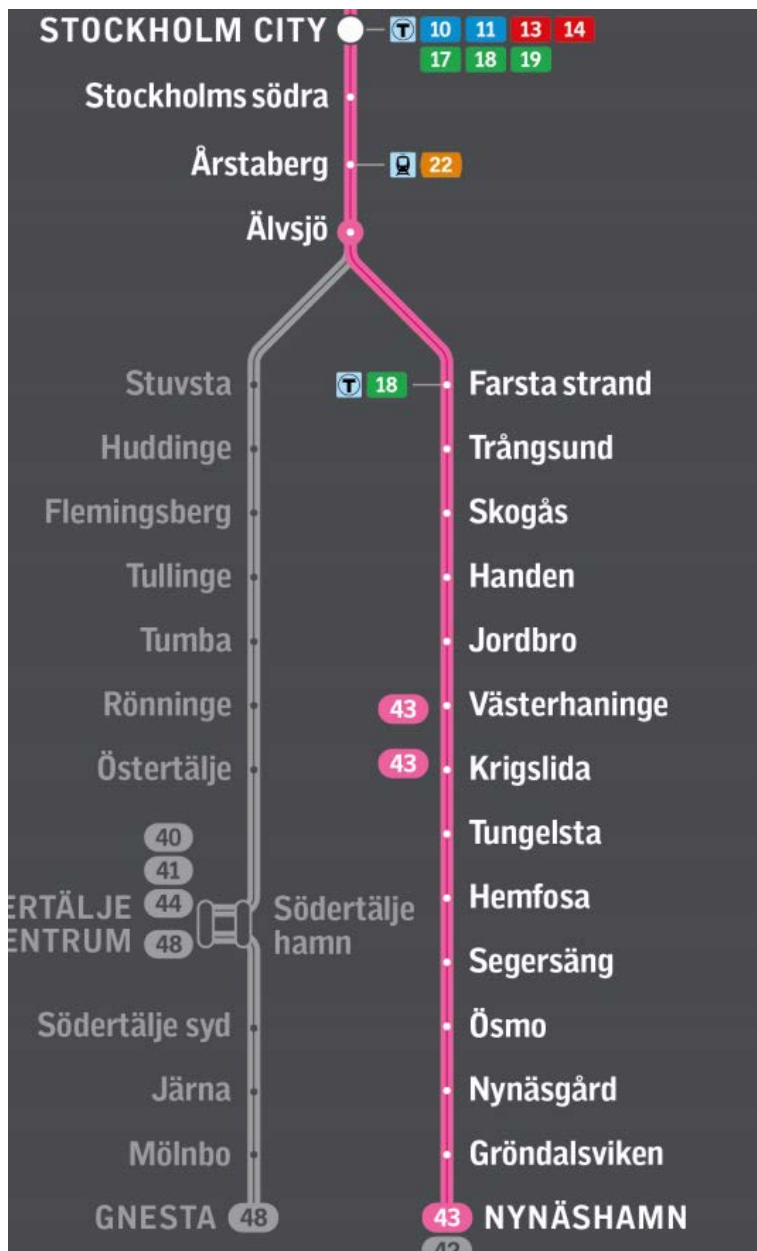 STOCKHOLM CITY T 10 11 13 14
17 18 19
Stockholms södra
Årstaberg 22
Älvsjö
Stuvsta
T 18 Farsta strand
Huddinge
Trångsund
Flemingsberg
Skogås
Tullinge
Handen
Tumba
Jordbro
Rönninge
43 Västerhaninge
Östertälje
43 Krigslida
40
Tungelsta
41
ERTÄLJE 44
ENTRUM 48
Södertälje
hamn
Hemfosa
Segersäng
Södertälje syd
Ösmo
Järna
Nynäsgård
Mölnbo
Gröndalsviken
GNESTA 48
43 NYNÄSHAMN